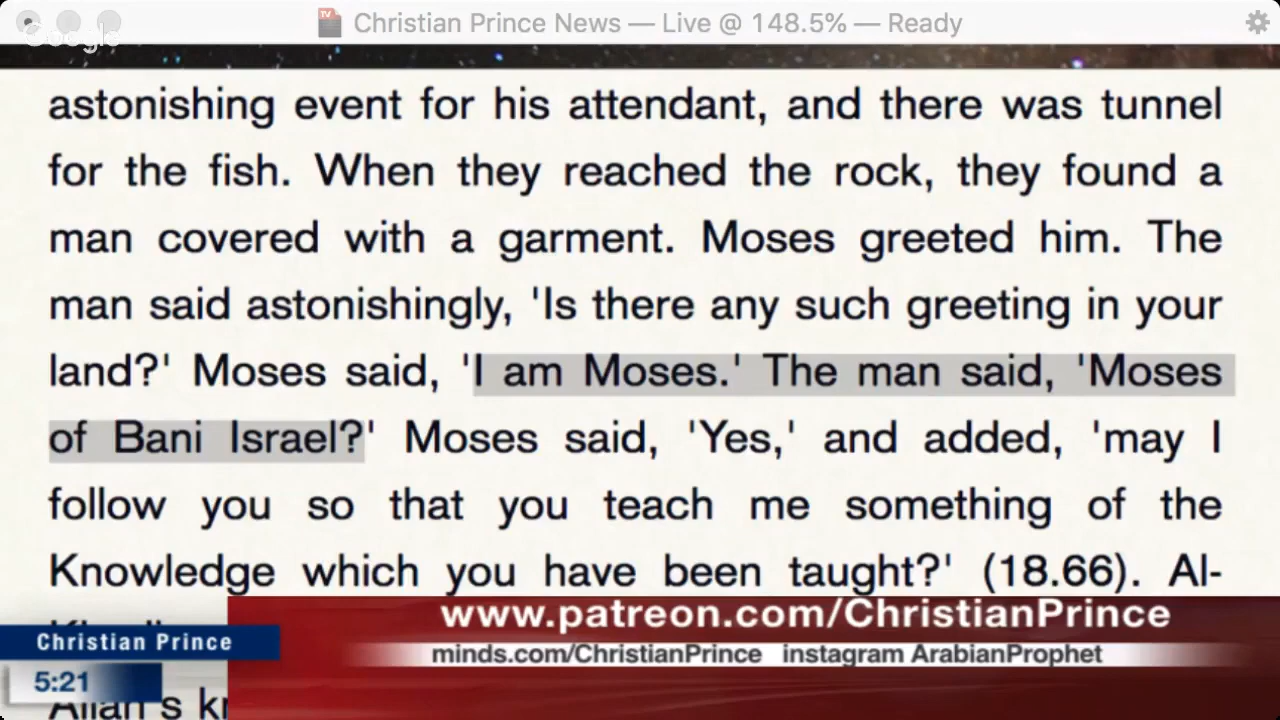 Christian Prince News — Live @ 148.5% — Ready
TV
Google
astonishing event for his attendant, and there was tunnel
for the fish. When they reached the rock, they found a
man covered with a garment. Moses greeted him. The
man said astonishingly, 'Is there any such greeting in your
land?' Moses said, 'I am Moses.' The man said, 'Moses
of Bani Israel?' Moses said, 'Yes,' and added, 'may I
follow you so that you teach me something of the
Knowledge which you have been taught?' (18.66). Al-
www.patreon.com/ChristianPrince
Christian Prince
minds.com/ChristianPrince instagram ArabianProphet
5:21
Allah's